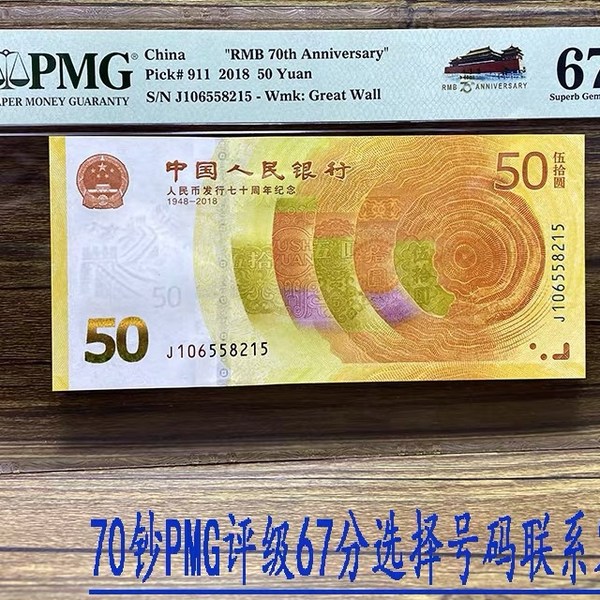 PMG
PAPER MONEY GUARANTY
China "RMB 70th Anniversary"
Pick# 911 2018 50 Yuan
S/N J106558215 - Wmk: Great Wall
RMB 70 ANNIVERSARY
67
Superb Gem
中国人民银行
人民币发行七十周年纪念
1948-2018
50
伍拾圆
50
50
J106558215
J106558215
70钞PMG评级67分选择号码联系